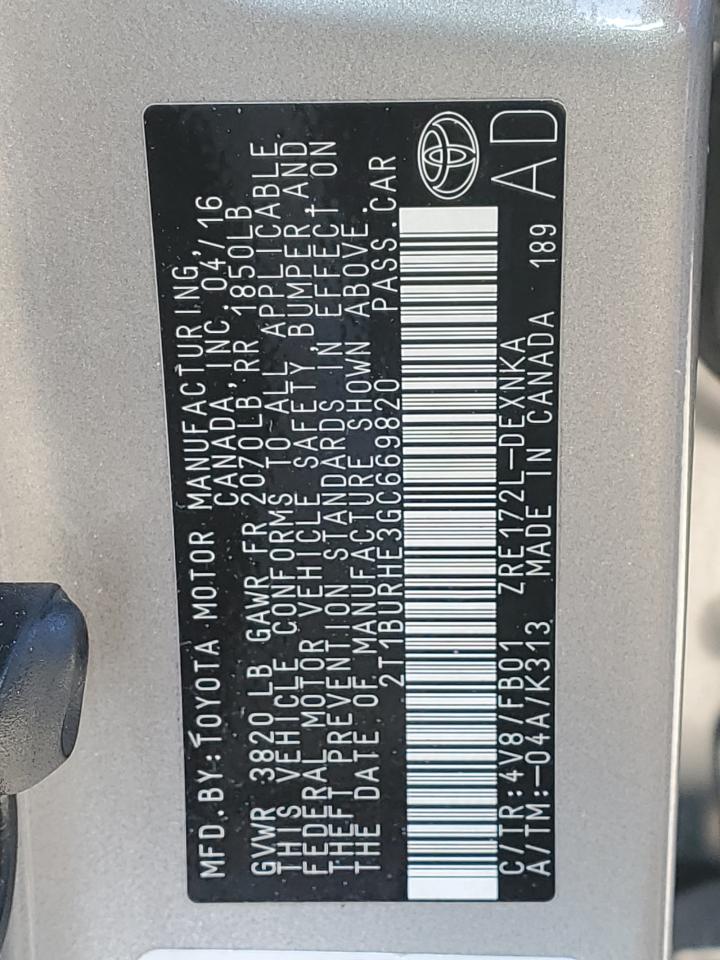 MFD.BY:TOYOTA MOTOR MANUFACTURING,
CANADA,INC. 04/16
GVWR 3820 LB GAWR FR 2070LB,RR 1850LB
THIS VEHICLE CONFORMS TO ALL APPLICABLE
FEDERAL MOTOR VEHICLE SAFETY,BUMPER,AND
THEFT PREVENTION STANDARDS IN EFFECT ON
THE DATE OF MANUFACTURE SHOWN ABOVE.
2T1BURHE3GC669820 PASS.CAR
C/TR:4V8/FB01 ZRE172L-DEXNKA
A/TM:-04A/K313 MADE IN CANADA 189
AD